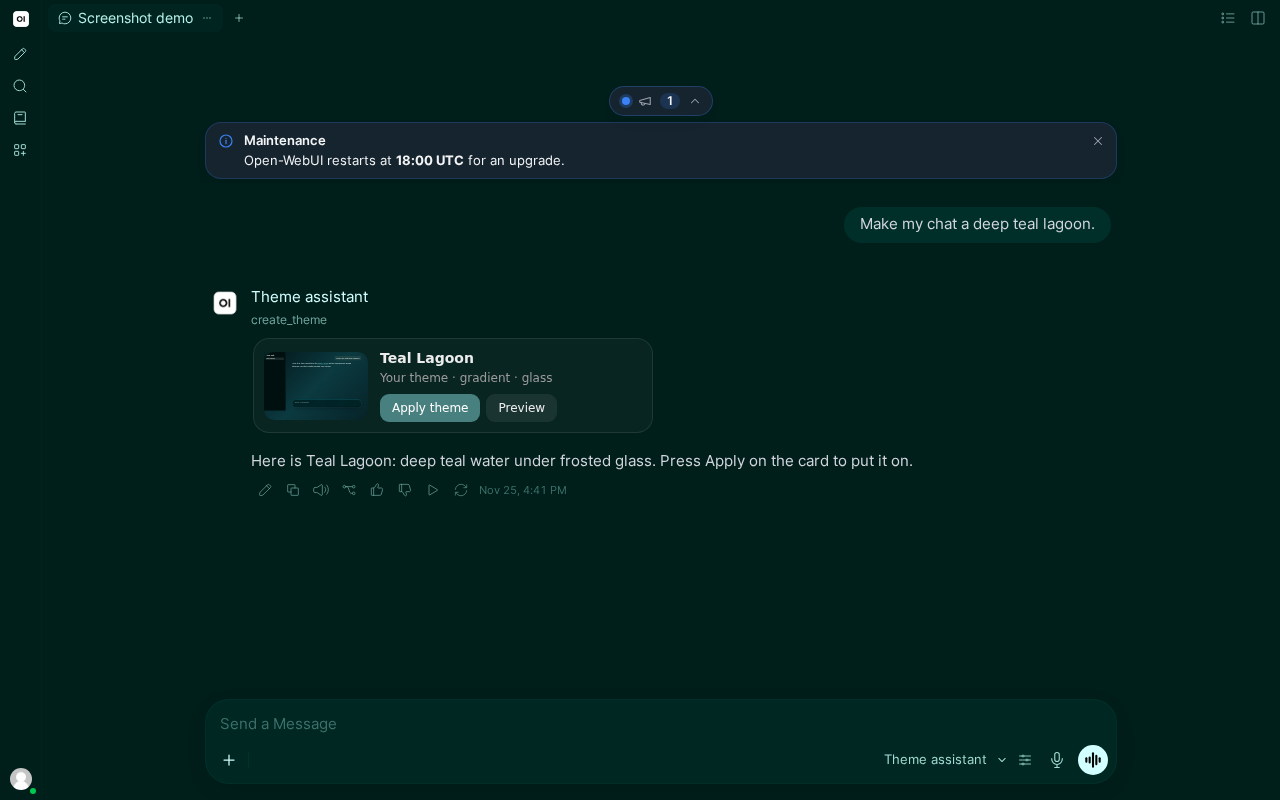 OI
Screenshot demo
1
Maintenance
Open-WebUI restarts at 18:00 UTC for an upgrade.
Make my chat a deep teal lagoon.
OI
Theme assistant
create_theme
Teal Lagoon
Your theme · gradient · glass
Apply theme
Preview
Here is Teal Lagoon: deep teal water under frosted glass. Press Apply on the card to put it on.
Nov 25, 4:41 PM
Send a Message
Theme assistant